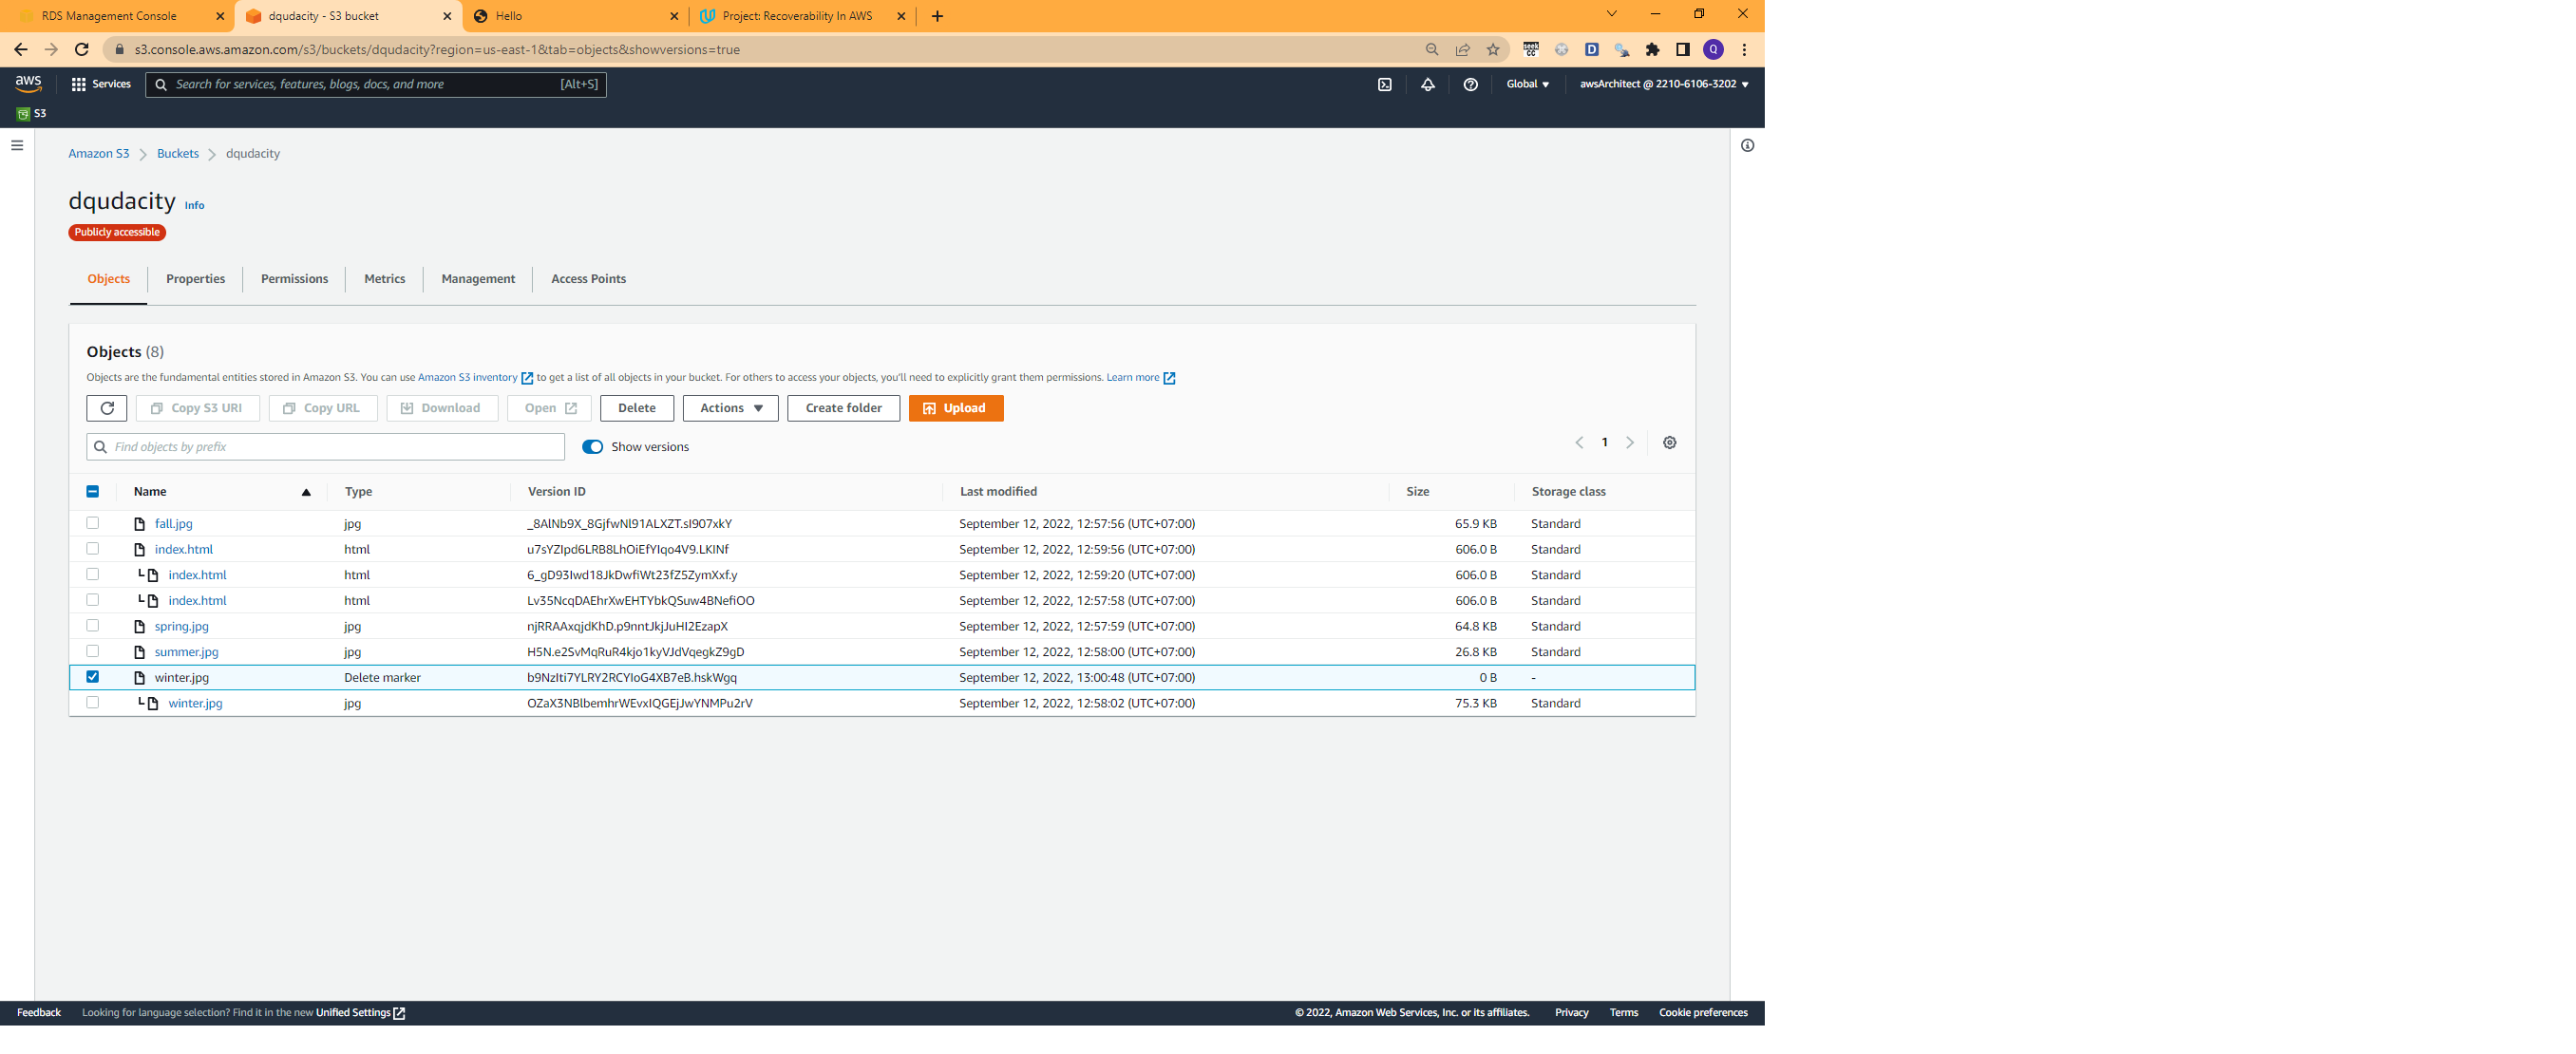 RDS Management Console
dqudacity - S3 bucket
Hello
Project: Recoverability In AWS
s3.console.aws.amazon.com/s3/buckets/dqudacity?region=us-east-1&tab=objects&showversions=true
aws Services Search for services, features, blogs, docs, and more [Alt+S] Global awsArchitect @ 2210-6106-3202
S3
Amazon S3 Buckets dqudacity
dqudacity Info
Publicly accessible
Objects Properties Permissions Metrics Management Access Points
Objects (8)
Objects are the fundamental entities stored in Amazon S3. You can use Amazon S3 inventory to get a list of all objects in your bucket. For others to access your objects, you'll need to explicitly grant them permissions. Learn more
Copy S3 URI Copy URL Download Open Delete Actions Create folder Upload
Find objects by prefix Show versions 1
Name Type Version ID Last modified Size Storage class
fall.jpg jpg _8AlNb9X_8GjfwNl91ALXZT.sI907xkY September 12, 2022, 12:57:56 (UTC+07:00) 65.9 KB Standard
index.html html u7sYZIpd6LRB8LhOiEfYIqo4V9.LKINf September 12, 2022, 12:59:56 (UTC+07:00) 606.0 B Standard
index.html html 6_gD93Iwd18JkDwfiWt23fZ5ZymXxf.y September 12, 2022, 12:59:20 (UTC+07:00) 606.0 B Standard
index.html html Lv35NcqDAEhrXwEHTYbkQSuw4BNefiOO September 12, 2022, 12:57:58 (UTC+07:00) 606.0 B Standard
spring.jpg jpg njRRAAxqjdKhD.p9nntJkjJuHI2EzapX September 12, 2022, 12:57:59 (UTC+07:00) 64.8 KB Standard
summer.jpg jpg H5N.e2SvMqRuR4kjo1kyVJdVqegkZ9gD September 12, 2022, 12:58:00 (UTC+07:00) 26.8 KB Standard
winter.jpg Delete marker b9NzIti7YLRY2RCYIoG4XB7eB.hskWgq September 12, 2022, 13:00:48 (UTC+07:00) 0 B -
winter.jpg jpg OZaX3NBlbemhrWEvxIQGEjJwYNMPu2rV September 12, 2022, 12:58:02 (UTC+07:00) 75.3 KB Standard
Feedback Looking for language selection? Find it in the new Unified Settings © 2022, Amazon Web Services, Inc. or its affiliates. Privacy Terms Cookie preferences